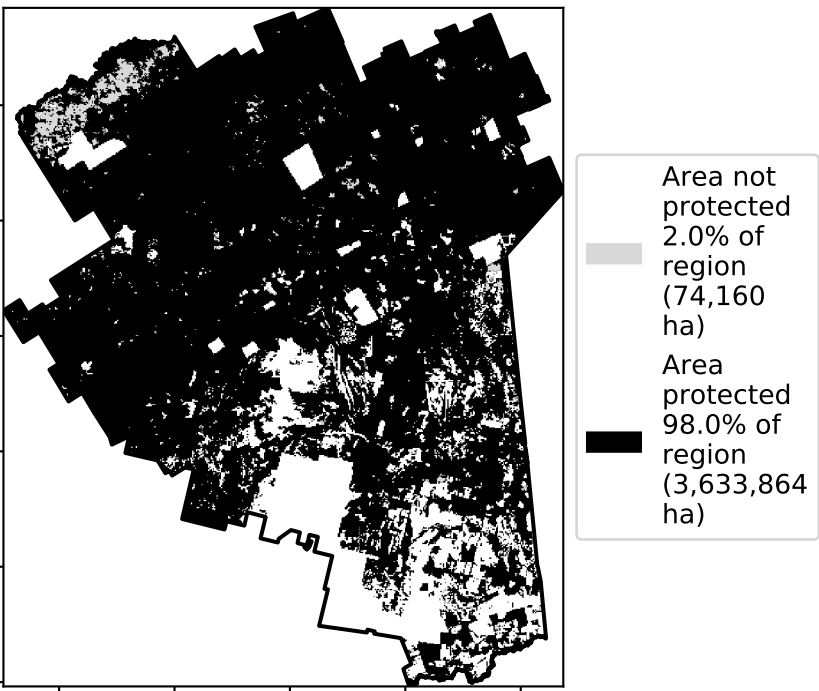 Area not
protected
2.0% of
region
(74,160
ha)
Area
protected
98.0% of
region
(3,633,864
ha)